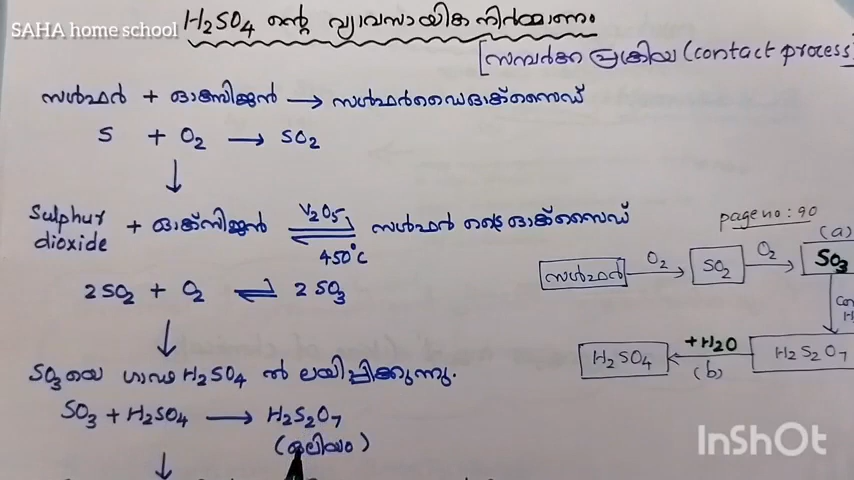 SAHA home school
H₂SO₄ ന്റെ വ്യാവസായിക നിർമ്മാണം
[സമ്പർക്ക പ്രക്രിയ (contact process)
സൾഫർ + ഓക്സിജൻ → സൾഫർഡൈഓക്സൈഡ്
S + O₂ → SO₂
↓
Sulphur dioxide + ഓക്സിജൻ ⇌ സൾഫർ ട്രൈഓക്സൈഡ്
V₂O₅
450°C
2SO₂ + O₂ ⇌ 2SO₃
↓
SO₃ യെ ഗാഢ H₂SO₄ ൽ ലയിപ്പിക്കുന്നു.
SO₃ + H₂SO₄ → H₂S₂O₇
(ഒലിയം)
↓
page no: 90
(a)
സൾഫർ O₂ → SO₂ O₂ → SO₃
Con
H₂SO₄ ← +H₂O H₂S₂O₇
(b)
InShOt